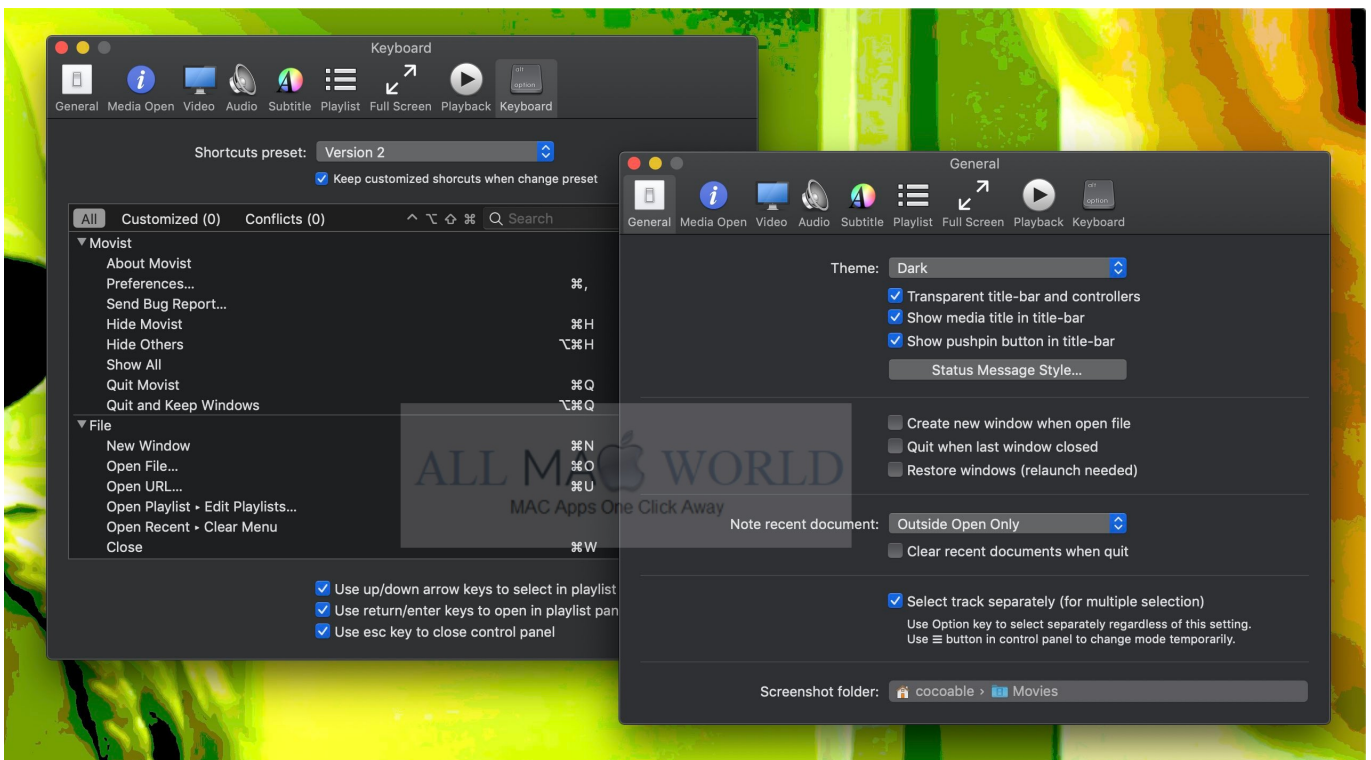 Keyboard
General Media Open Video Audio Subtitle Playlist Full Screen Playback Keyboard
alt
option
Shortcuts preset: Version 2
Keep customized shorcuts when change preset
All Customized (0) Conflicts (0) ^ ⌥ ⇧ ⌘ Search
Movist
About Movist
Preferences... ⌘,
Send Bug Report...
Hide Movist ⌘H
Hide Others ⌥⌘H
Show All
Quit Movist ⌘Q
Quit and Keep Windows ⌥⌘Q
File
New Window ⌘N
Open File... ⌘O
Open URL... ⌘U
Open Playlist ▸ Edit Playlists...
Open Recent ▸ Clear Menu
Close ⌘W
Use up/down arrow keys to select in playlist
Use return/enter keys to open in playlist pan
Use esc key to close control panel
General
General Media Open Video Audio Subtitle Playlist Full Screen Playback Keyboard
alt
option
Theme: Dark
Transparent title-bar and controllers
Show media title in title-bar
Show pushpin button in title-bar
Status Message Style...
Create new window when open file
Quit when last window closed
Restore windows (relaunch needed)
Note recent document: Outside Open Only
Clear recent documents when quit
Select track separately (for multiple selection)
Use Option key to select separately regardless of this setting.
Use ☰ button in control panel to change mode temporarily.
Screenshot folder: cocoable › Movies
ALL MAC WORLD
MAC Apps One Click Away